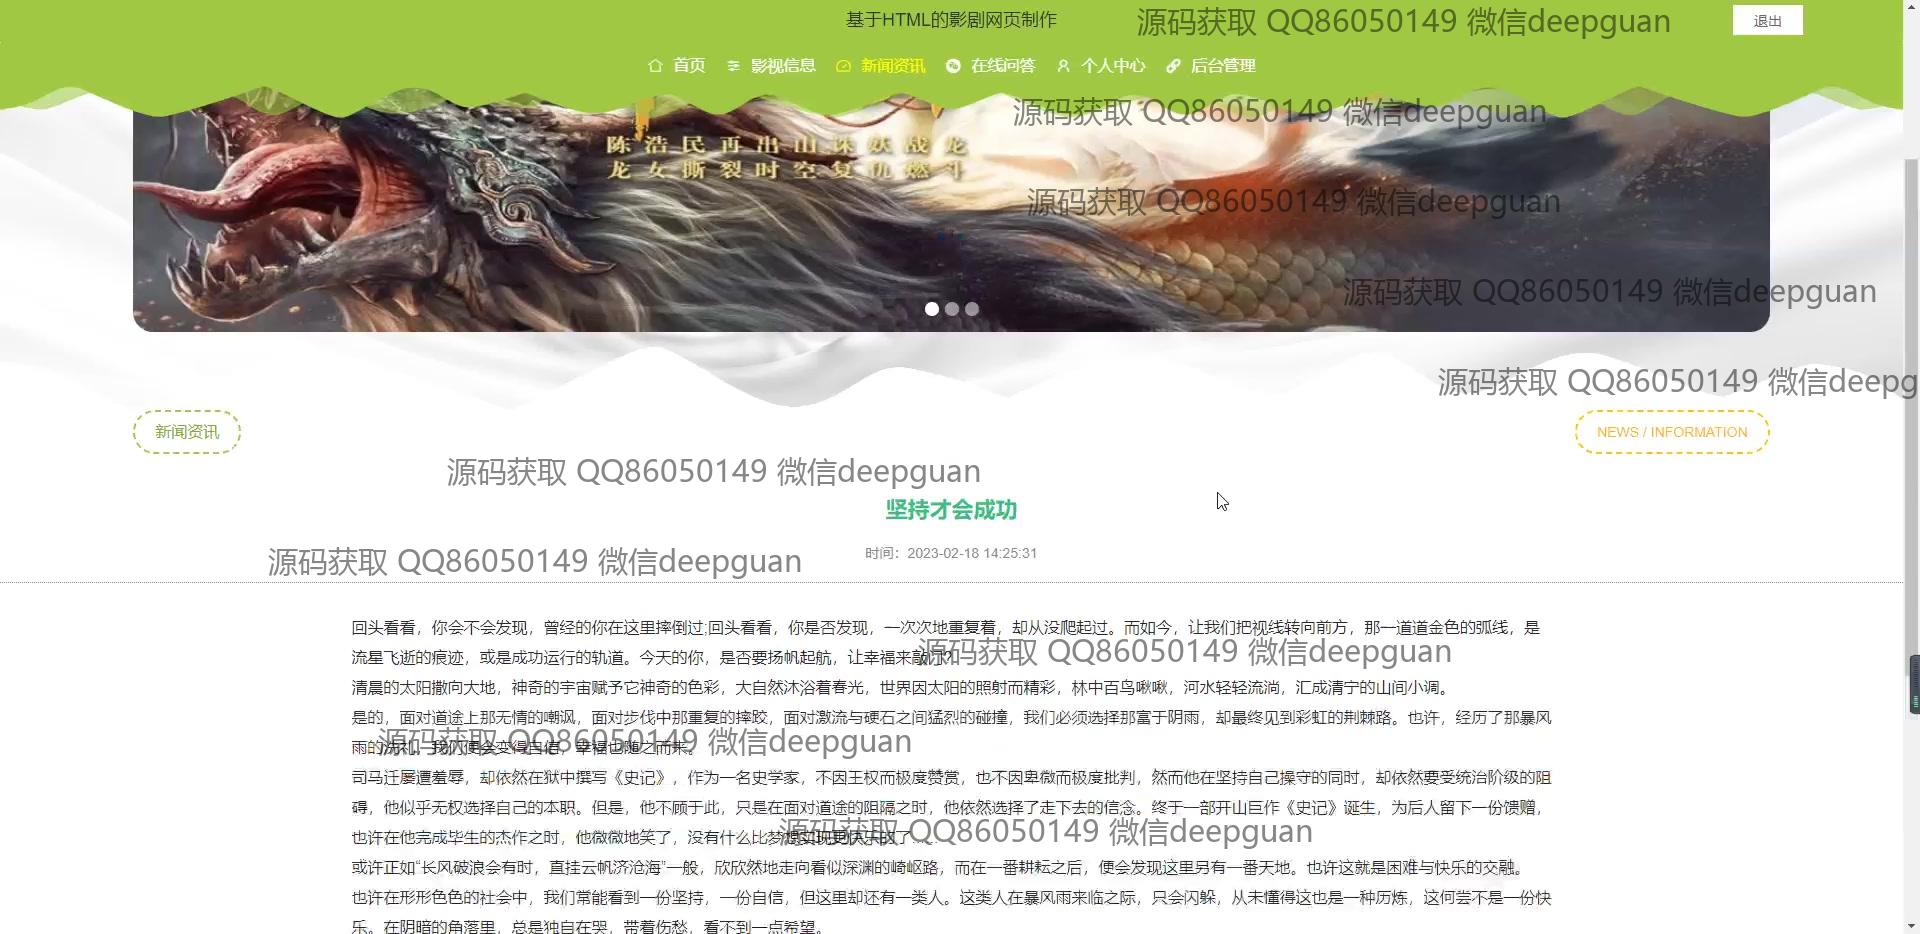 基于HTML的影剧网页制作
源码获取 QQ86050149 微信deepguan
退出
首页
影视信息
新闻资讯
在线问答
个人中心
后台管理
源码获取 QQ86050149 微信deepguan
陈浩民再出山诛妖战龙
龙女撕裂时空复仇燃斗
源码获取 QQ86050149 微信deepguan
源码获取 QQ86050149 微信deepguan
源码获取 QQ86050149 微信deepg
新闻资讯
NEWS / INFORMATION
源码获取 QQ86050149 微信deepguan
坚持才会成功
时间：2023-02-18 14:25:31
源码获取 QQ86050149 微信deepguan
回头看看，你会不会发现，曾经的你在这里摔倒过;回头看看，你是否发现，一次次地重复着，却从没爬起过。而如今，让我们把视线转向前方，那一道道金色的弧线，是
源码获取 QQ86050149 微信deepguan
流星飞逝的痕迹，或是成功运行的轨道。今天的你，是否要扬帆起航，让幸福来敲门?
清晨的太阳撒向大地，神奇的宇宙赋予它神奇的色彩，大自然沐浴着春光，世界因太阳的照射而精彩，林中百鸟啾啾，河水轻轻流淌，汇成清宁的山间小调。
是的，面对道途上那无情的嘲讽，面对步伐中那重复的摔跤，面对激流与硬石之间猛烈的碰撞，我们必须选择那富于阴雨，却最终见到彩虹的荆棘路。也许，经历了那暴风
源码获取 QQ86050149 微信deepguan
雨的洗礼，我们便会变得自信，幸福也随之而来。
司马迁屡遭羞辱，却依然在狱中撰写《史记》，作为一名史学家，不因王权而极度赞赏，也不因卑微而极度批判，然而他在坚持自己操守的同时，却依然要受统治阶级的阻
碍，他似乎无权选择自己的本职。但是，他不顾于此，只是在面对道途的阻隔之时，他依然选择了走下去的信念。终于一部开山巨作《史记》诞生，为后人留下一份馈赠，
源码获取 QQ86050149 微信deepguan
也许在他完成毕生的杰作之时，他微微地笑了，没有什么比梦想实现更快乐的了……
或许正如“长风破浪会有时，直挂云帆济沧海”一般，欣欣然地走向看似深渊的崎岖路，而在一番耕耘之后，便会发现这里另有一番天地。也许这就是困难与快乐的交融。
也许在形形色色的社会中，我们常能看到一份坚持，一份自信，但这里却还有一类人。这类人在暴风雨来临之际，只会闪躲，从未懂得这也是一种历炼，这何尝不是一份快
乐。在阴暗的角落里，总是独自在哭，带着伤愁，看不到一点希望。